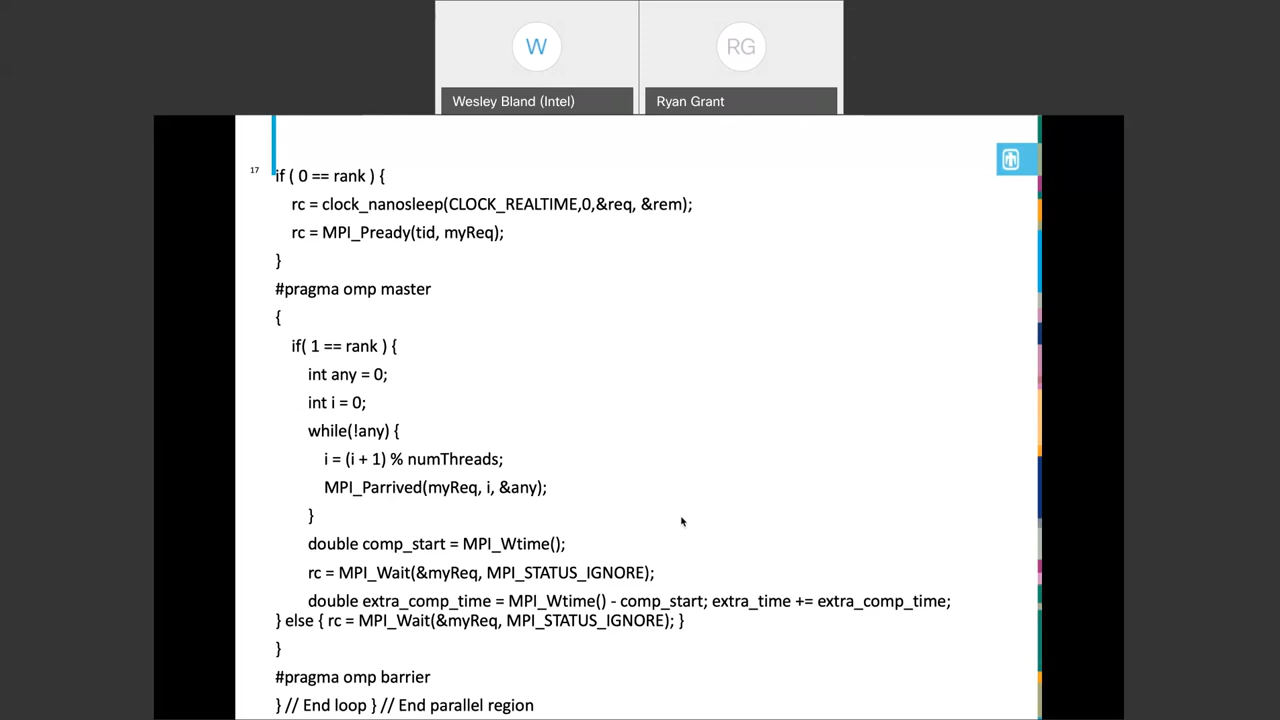 W
RG
Wesley Bland (Intel)
Ryan Grant
17
if ( 0 == rank ) {
rc = clock_nanosleep(CLOCK_REALTIME,0,&req, &rem);
rc = MPI_Pready(tid, myReq);
}
#pragma omp master
{
if( 1 == rank ) {
int any = 0;
int i = 0;
while(!any) {
i = (i + 1) % numThreads;
MPI_Parrived(myReq, i, &any);
}
double comp_start = MPI_Wtime();
rc = MPI_Wait(&myReq, MPI_STATUS_IGNORE);
double extra_comp_time = MPI_Wtime() - comp_start; extra_time += extra_comp_time;
} else { rc = MPI_Wait(&myReq, MPI_STATUS_IGNORE); }
}
#pragma omp barrier
} // End loop } // End parallel region